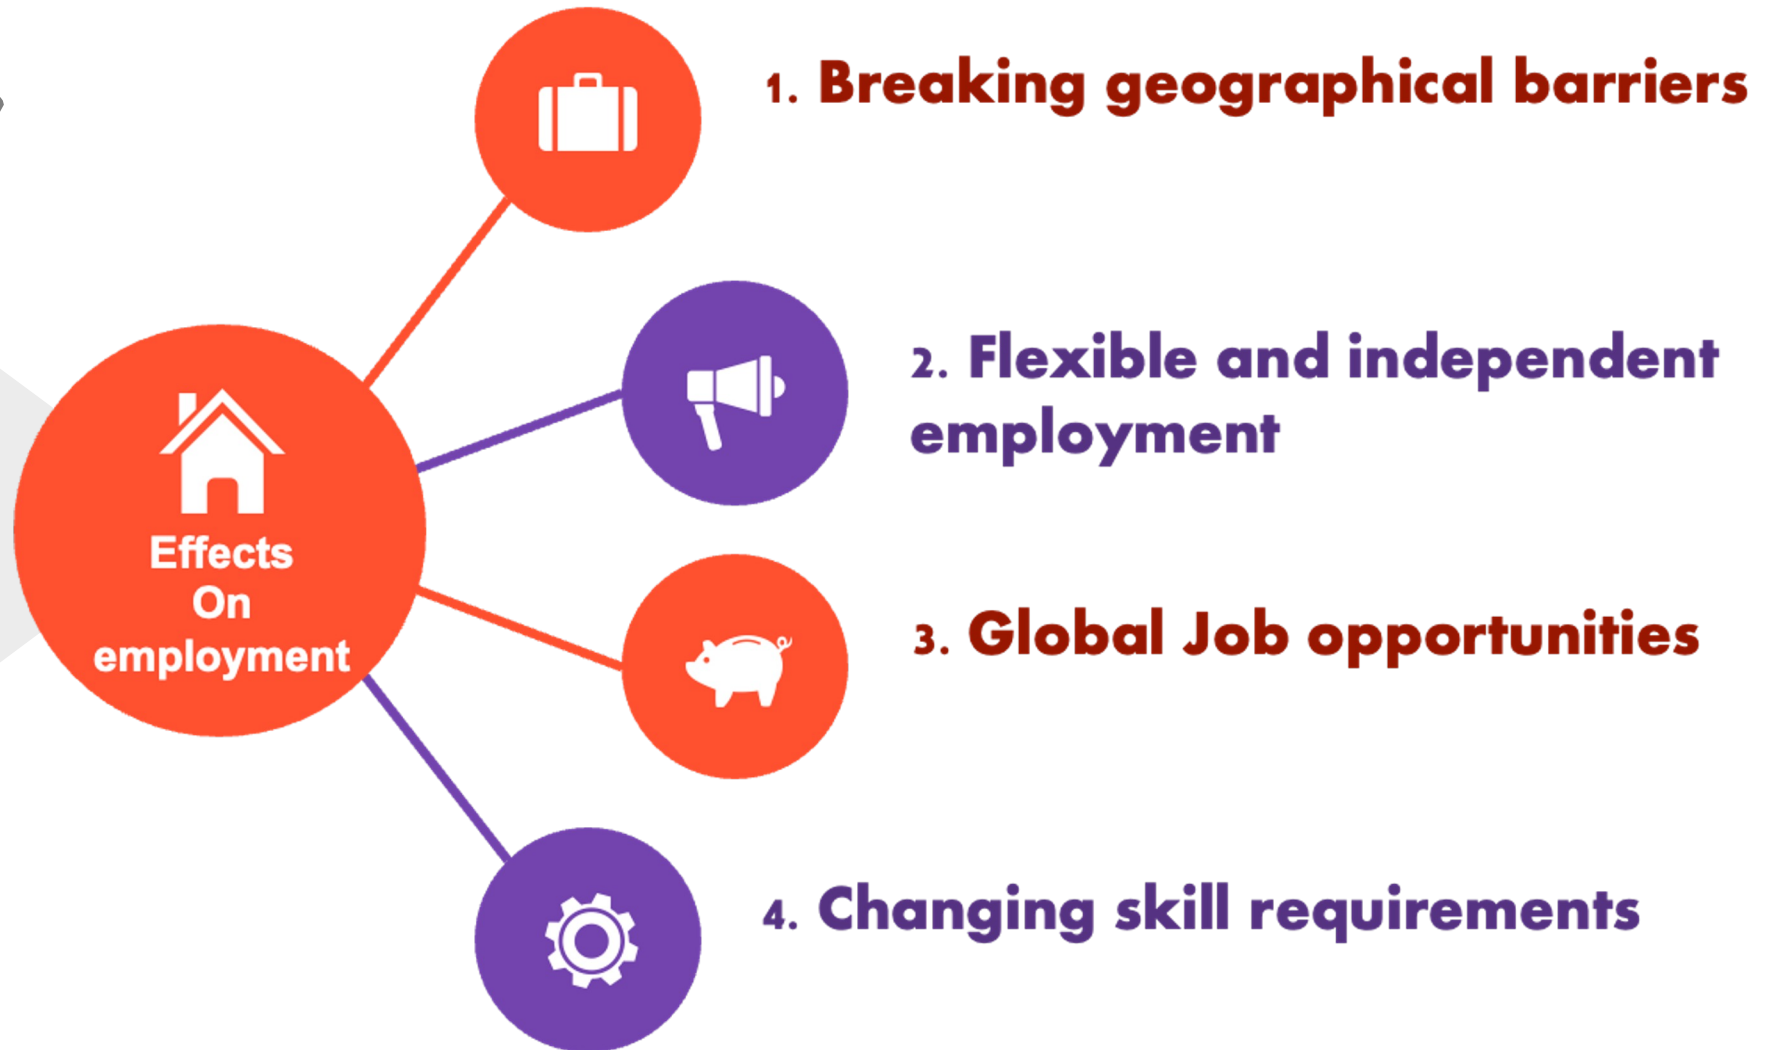 1. Breaking geographical barriers
2. Flexible and independent
employment
Effects
On
employment
3. Global Job opportunities
4. Changing skill requirements